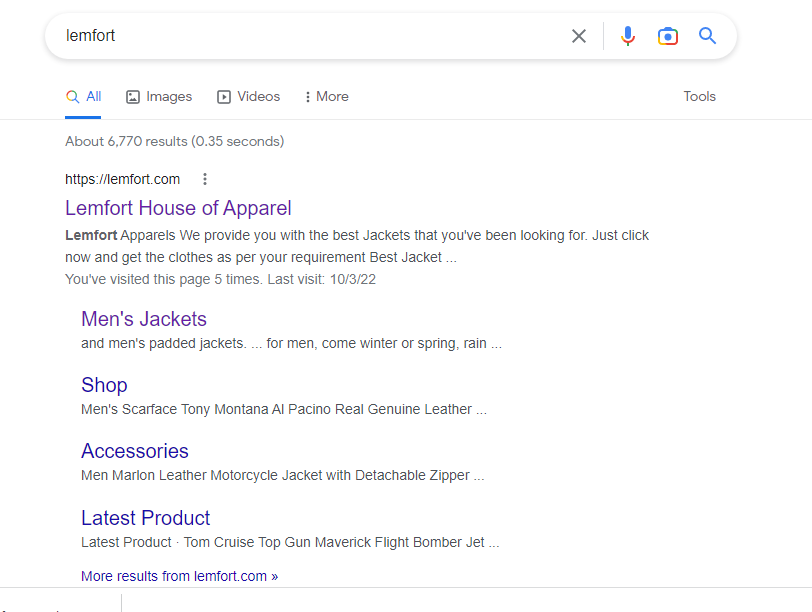 lemfort
All Images Videos More Tools
About 6,770 results (0.35 seconds)
https://lemfort.com
Lemfort House of Apparel
Lemfort Apparels We provide you with the best Jackets that you've been looking for. Just click
now and get the clothes as per your requirement Best Jacket ...
You've visited this page 5 times. Last visit: 10/3/22
Men's Jackets
and men's padded jackets. ... for men, come winter or spring, rain ...
Shop
Men's Scarface Tony Montana Al Pacino Real Genuine Leather ...
Accessories
Men Marlon Leather Motorcycle Jacket with Detachable Zipper ...
Latest Product
Latest Product · Tom Cruise Top Gun Maverick Flight Bomber Jet ...
More results from lemfort.com »